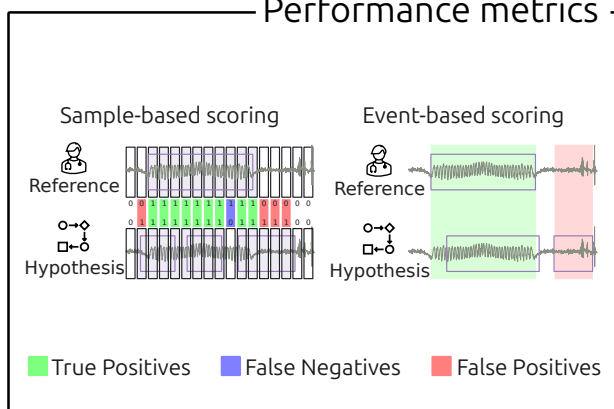 Performance metrics
Sample-based scoring
Event-based scoring
Reference
Reference
0 0 1 1 1 1 1 1 1 1 1 1 0 0 0 0 0
0 1 1 1 1 1 1 1 1 0 1 1 1 1 1 0 0
Hypothesis
Hypothesis
True Positives
False Negatives
False Positives